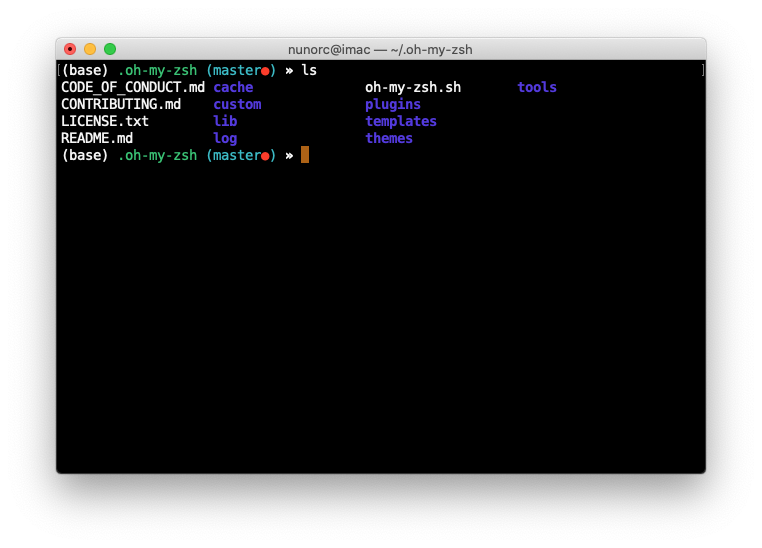 nunorc@imac — ~/.oh-my-zsh
[(base) .oh-my-zsh (master●) » ls ]
CODE_OF_CONDUCT.md cache oh-my-zsh.sh tools
CONTRIBUTING.md custom plugins
LICENSE.txt lib templates
README.md log themes
(base) .oh-my-zsh (master●) »